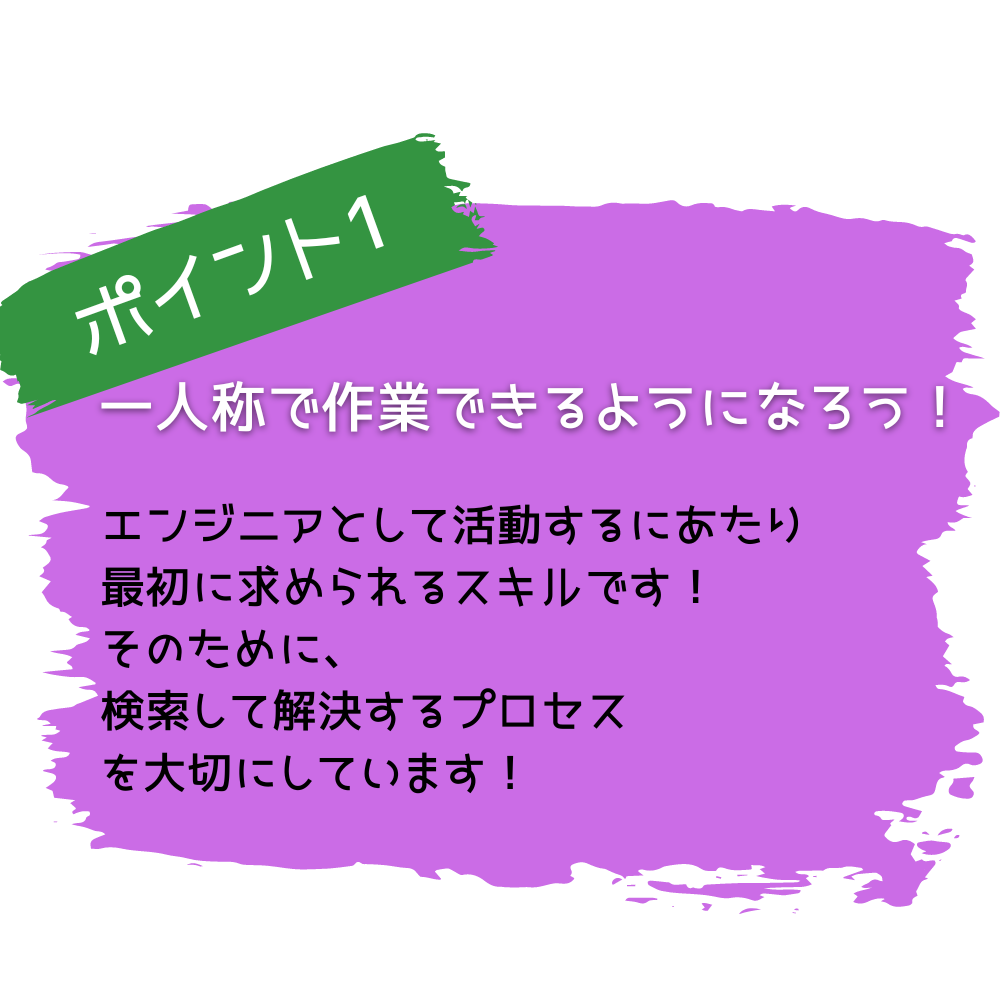 ポイント1
一人称で作業できるようになろう！
エンジニアとして活動するにあたり
最初に求められるスキルです！
そのために、
検索して解決するプロセス
を大切にしています！